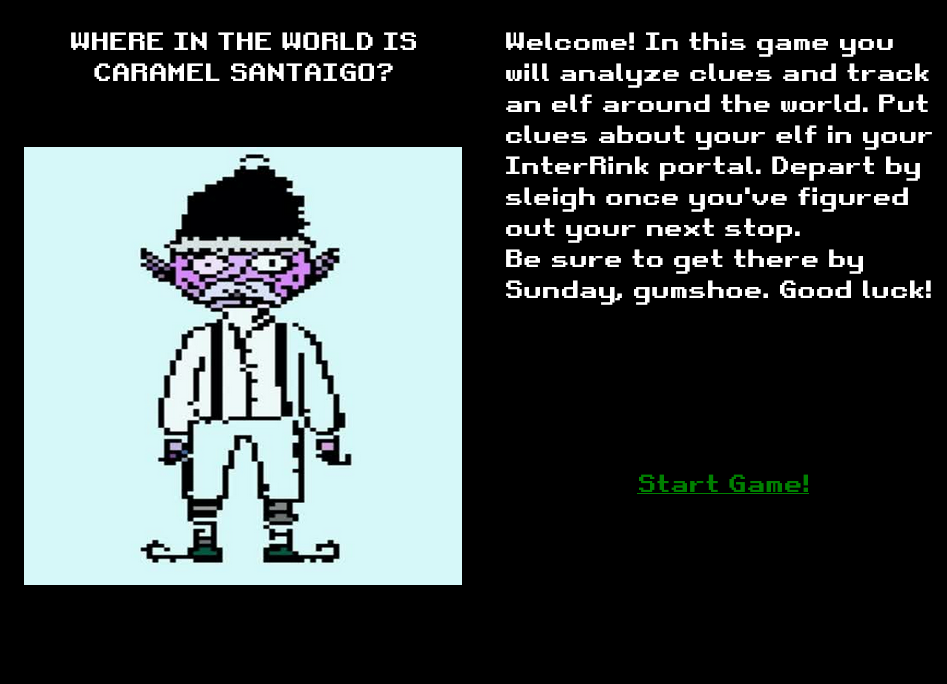 WHERE IN THE WORLD IS
CARAMEL SANTAIGO?
Welcome! In this game you
will analyze clues and track
an elf around the world. Put
clues about your elf in your
InterRink portal. Depart by
sleigh once you've figured
out your next stop.
Be sure to get there by
Sunday, gumshoe. Good luck!
Start Game!